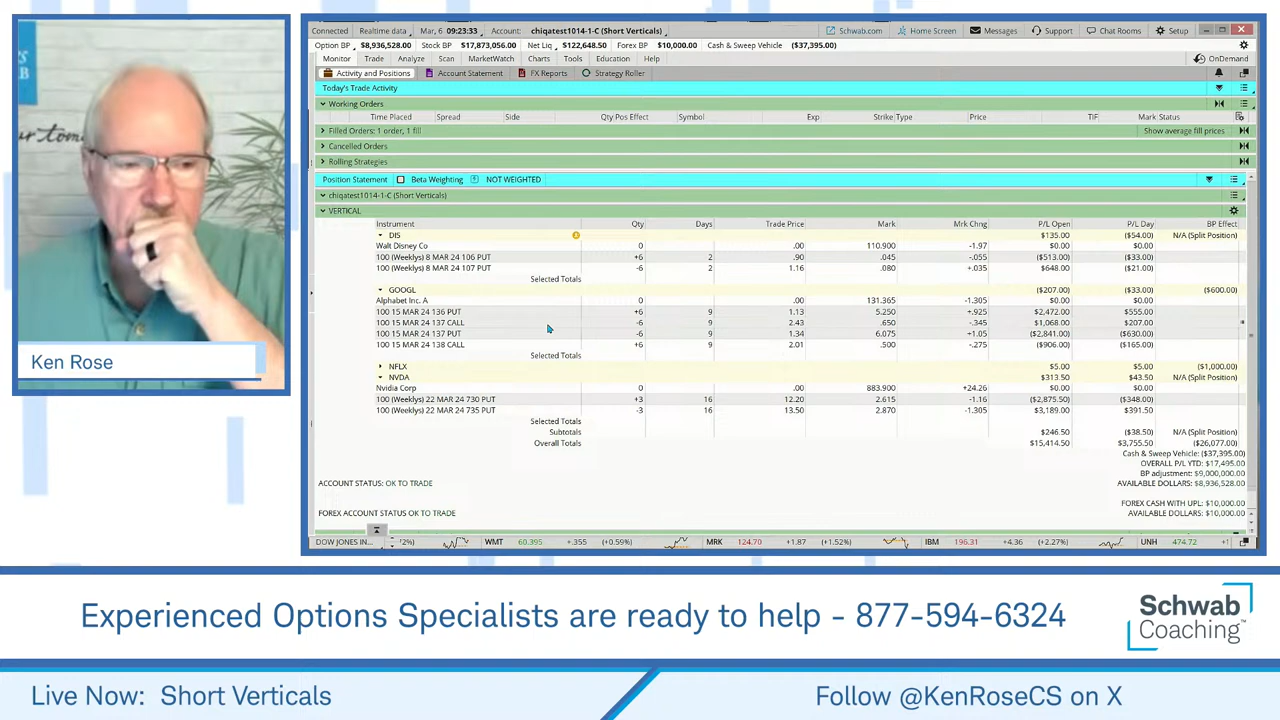 Connected Realtime data Mar, 6 09:23:33 Account: chiqatest1014-1-C (Short Verticals) Schwab.com Home Screen Messages Support Chat Rooms Setup
Option BP $8,936,528.00 Stock BP $17,873,056.00 Net Liq $122,648.50 Forex BP $10,000.00 Cash & Sweep Vehicle ($37,395.00)
Monitor Trade Analyze Scan MarketWatch Charts Tools Education Help OnDemand
Activity and Positions Account Statement FX Reports Strategy Roller
Today's Trade Activity
Working Orders
Time Placed Spread Side Qty Pos Effect Symbol Exp Strike Type Price TIF Mark Status
Filled Orders: 1 order, 1 fill Show average fill prices
Cancelled Orders
Rolling Strategies
Position Statement Beta Weighting NOT WEIGHTED
chiqatest1014-1-C (Short Verticals)
VERTICAL
Instrument Qty Days Trade Price Mark Mrk Chng P/L Open P/L Day BP Effect
DIS $135.00 ($54.00) N/A (Split Position)
Walt Disney Co 0 .00 110.900 -1.97 $0.00 $0.00
100 (Weeklys) 8 MAR 24 106 PUT +6 2 .90 .045 -.055 ($513.00) ($33.00)
100 (Weeklys) 8 MAR 24 107 PUT -6 2 1.16 .080 +.035 $648.00 ($21.00)
Selected Totals
GOOGL ($207.00) ($33.00) ($600.00)
Alphabet Inc. A 0 .00 131.365 -1.305 $0.00 $0.00
100 15 MAR 24 136 PUT +6 9 1.13 5.250 +.925 $2,472.00 $555.00
100 15 MAR 24 137 CALL -6 9 2.43 .650 -.345 $1,068.00 $207.00
100 15 MAR 24 137 PUT -6 9 1.34 6.075 +1.05 ($2,841.00) ($630.00)
100 15 MAR 24 138 CALL +6 9 2.01 .500 -.275 ($906.00) ($165.00)
Selected Totals
NFLX $5.00 ($15.00) ($1,000.00)
NVDA $313.50 $43.50 N/A (Split Position)
Nvidia Corp 0 .00 883.900 +24.26 $0.00 $0.00
100 (Weeklys) 22 MAR 24 730 PUT +3 16 12.20 2.615 -1.16 ($2,875.50) ($348.00)
100 (Weeklys) 22 MAR 24 735 PUT -3 16 13.50 2.870 -1.305 $3,189.00 $391.50
Selected Totals
Subtotals $246.50 ($38.50) N/A (Split Position)
Overall Totals $15,414.50 $3,755.50 ($26,077.00)
Cash & Sweep Vehicle: ($37,395.00)
OVERALL P/L YTD: $17,495.00
BP adjustment: $9,000,000.00
ACCOUNT STATUS: OK TO TRADE AVAILABLE DOLLARS: $8,936,528.00
FOREX CASH WITH UPL: $10,000.00
FOREX ACCOUNT STATUS OK TO TRADE AVAILABLE DOLLARS: $10,000.00
DOW JONES IN... WMT 60.395 +.355 (+0.59%) MRK 124.70 +1.87 (+1.52%) IBM 196.31 +4.36 (+2.27%) UNH 474.72
Ken Rose
Experienced Options Specialists are ready to help - 877-594-6324
Schwab
Coaching
Live Now: Short Verticals
Follow @KenRoseCS on X